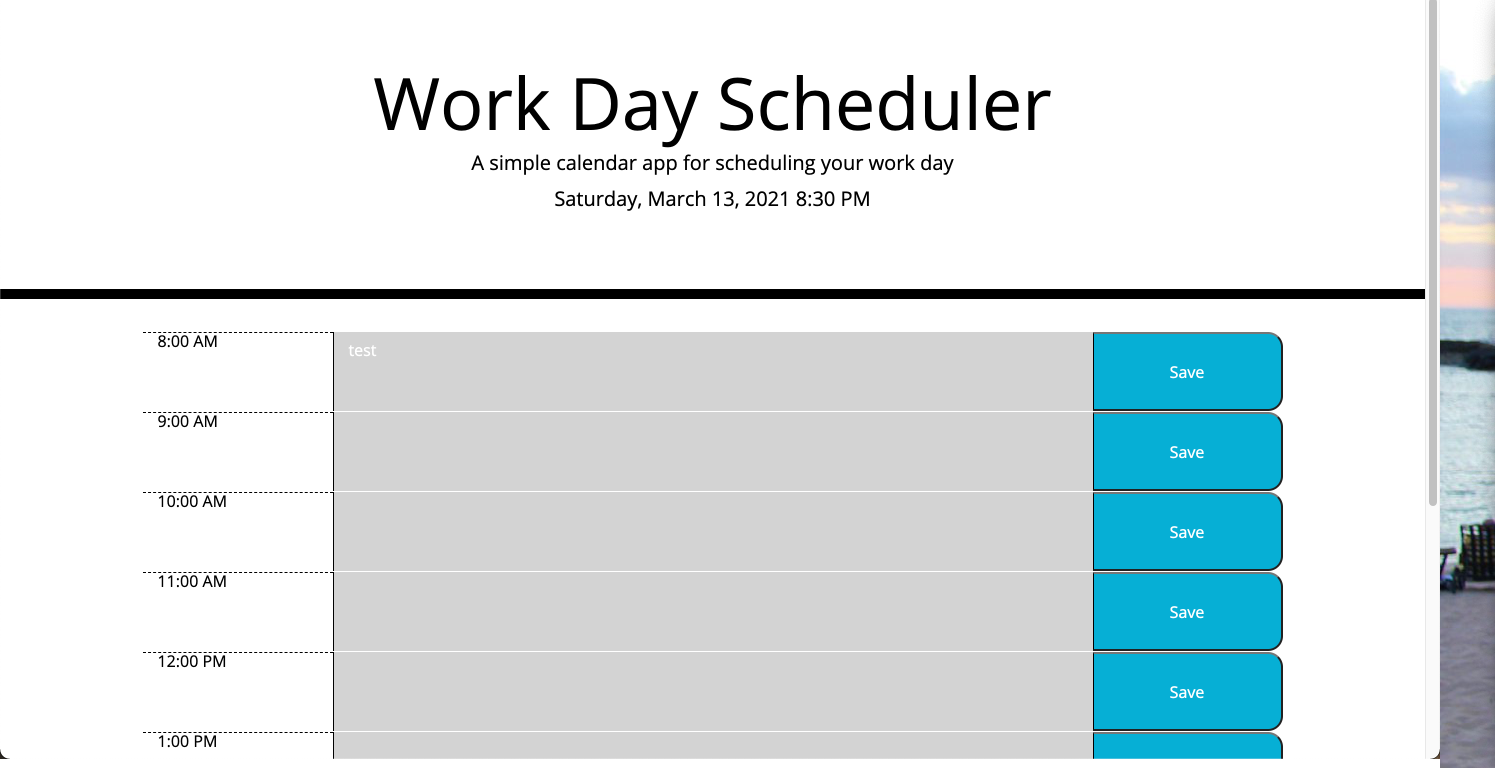 Work Day Scheduler
A simple calendar app for scheduling your work day
Saturday, March 13, 2021 8:30 PM
8:00 AM test Save
9:00 AM Save
10:00 AM Save
11:00 AM Save
12:00 PM Save
1:00 PM